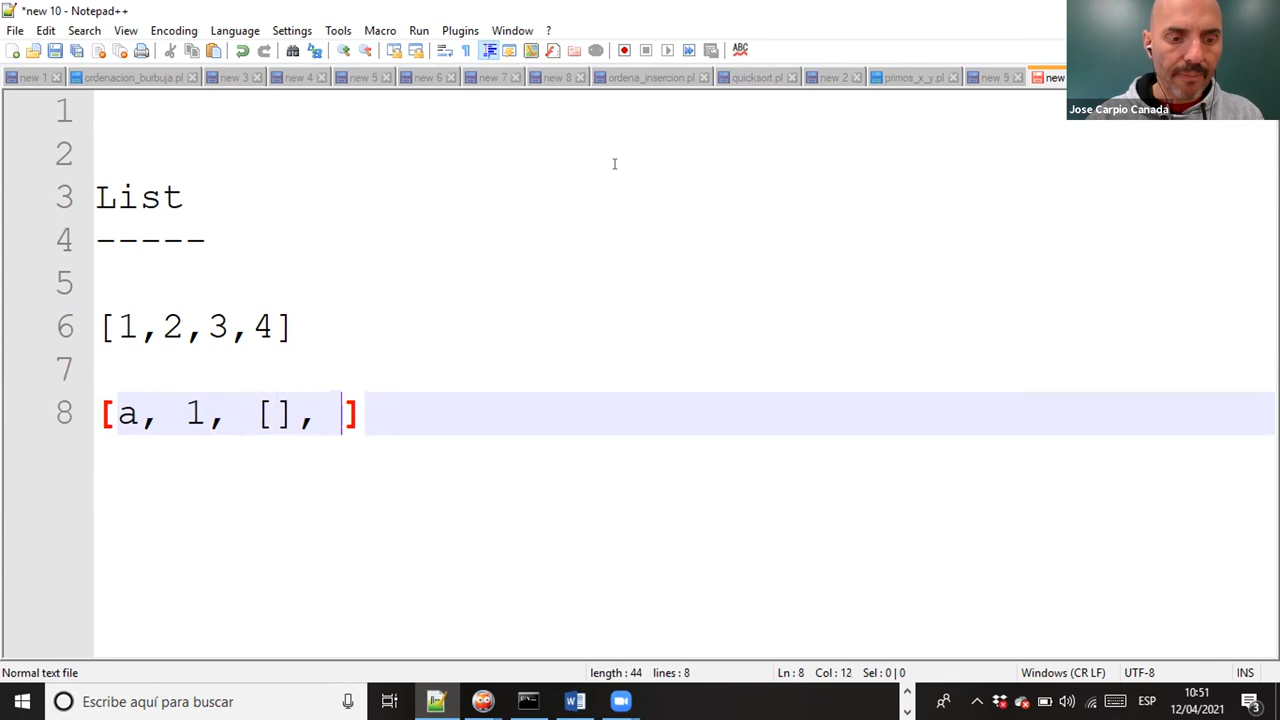 *new 10 - Notepad++
File Edit Search View Encoding Language Settings Tools Macro Run Plugins Window ?
new 1 ordenacion_burbuja.pl new 3 new 4 new 5 new 6 new 7 new 8 ordena_insercion.pl quicksort.pl new 2 primos_x_y.pl new 9 new
Jose Carpio Canada
1
2
3 List
4 -----
5
6 [1,2,3,4]
7
8 [a, 1, [], ]
Normal text file length : 44 lines : 8 Ln : 8 Col : 12 Sel : 0 | 0 Windows (CR LF) UTF-8 INS
Escribe aquí para buscar ESP 10:51
12/04/2021 3